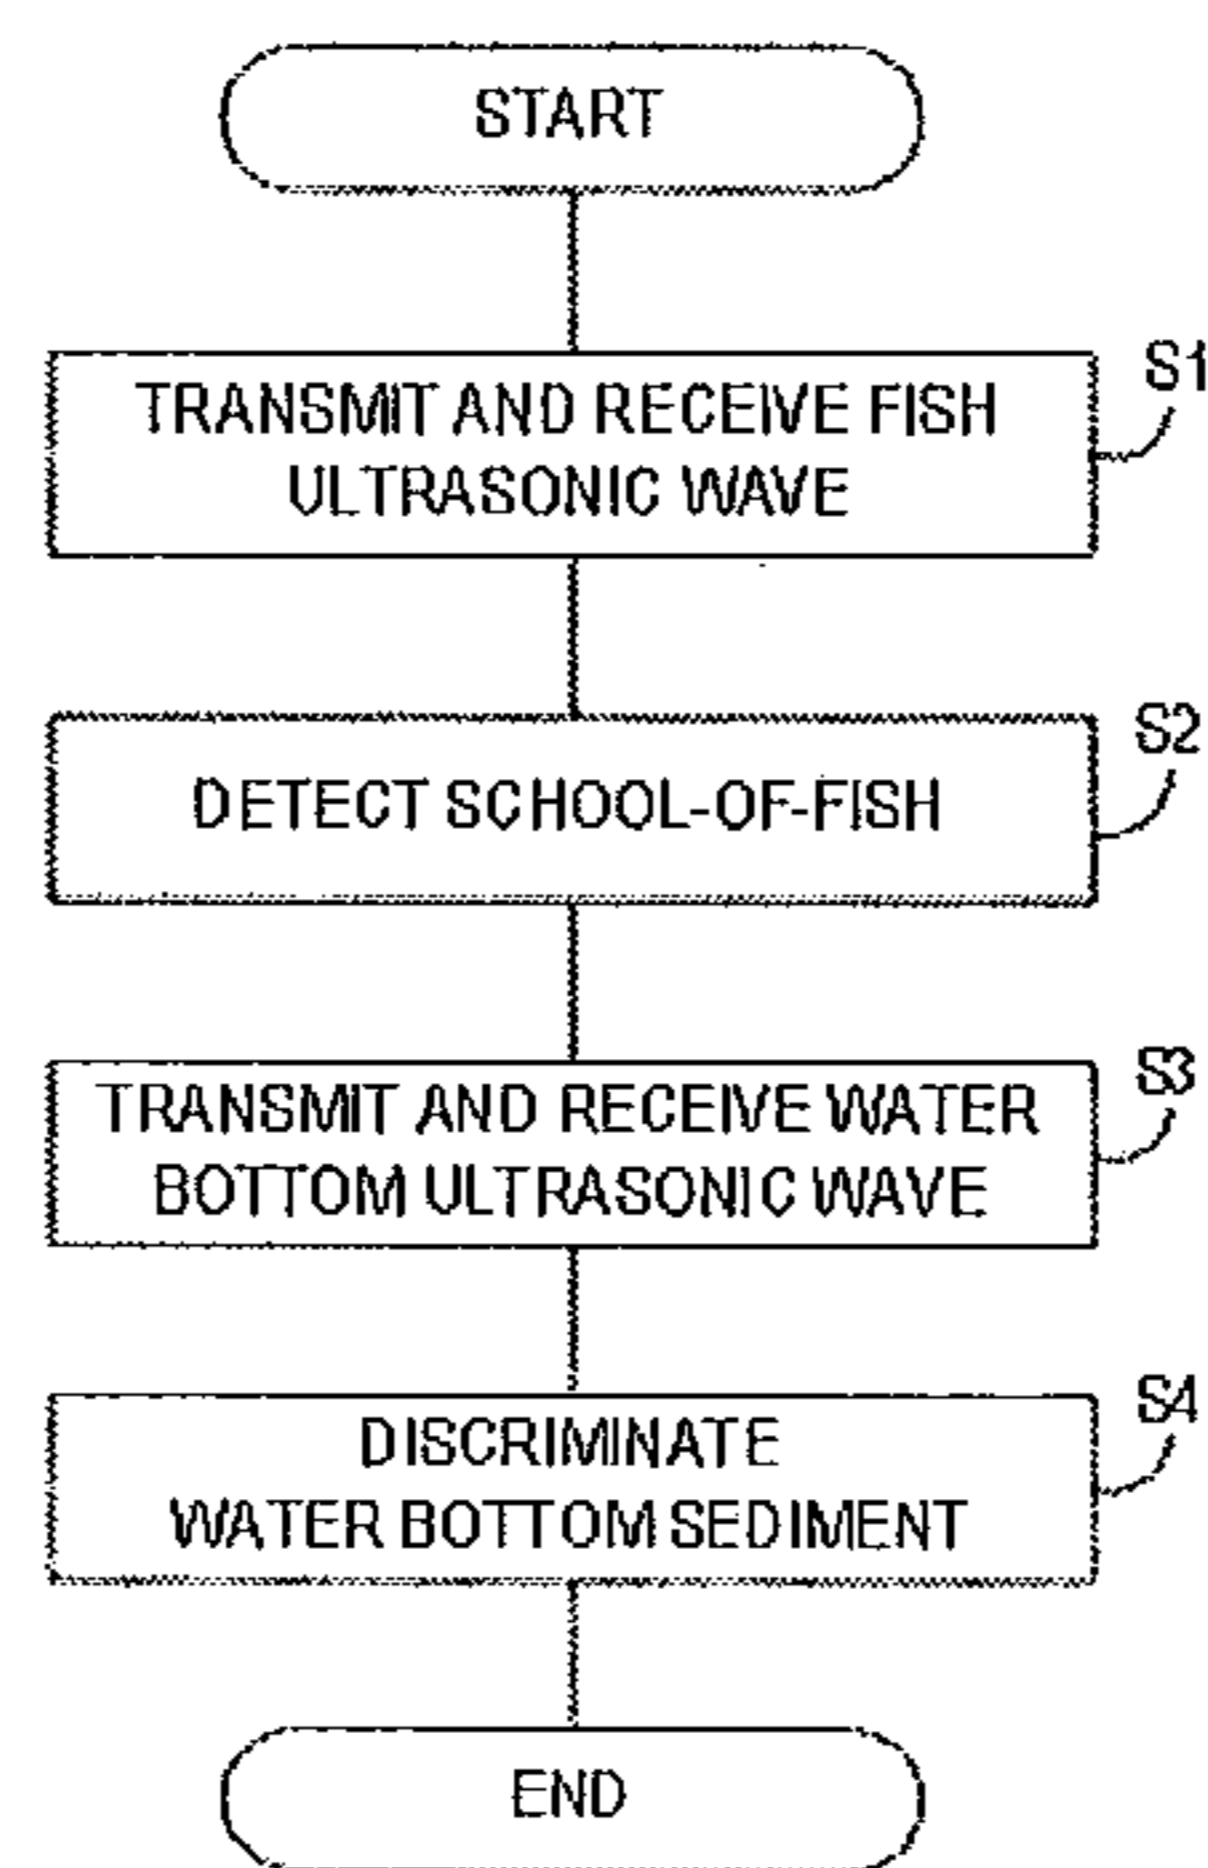 START
S1
TRANSMIT AND RECEIVE FISH
ULTRASONIC WAVE
S2
DETECT SCHOOL-OF-FISH
S3
TRANSMIT AND RECEIVE WATER
BOTTOM ULTRASONIC WAVE
S4
DISCRIMINATE
WATER BOTTOM SEDIMENT
END